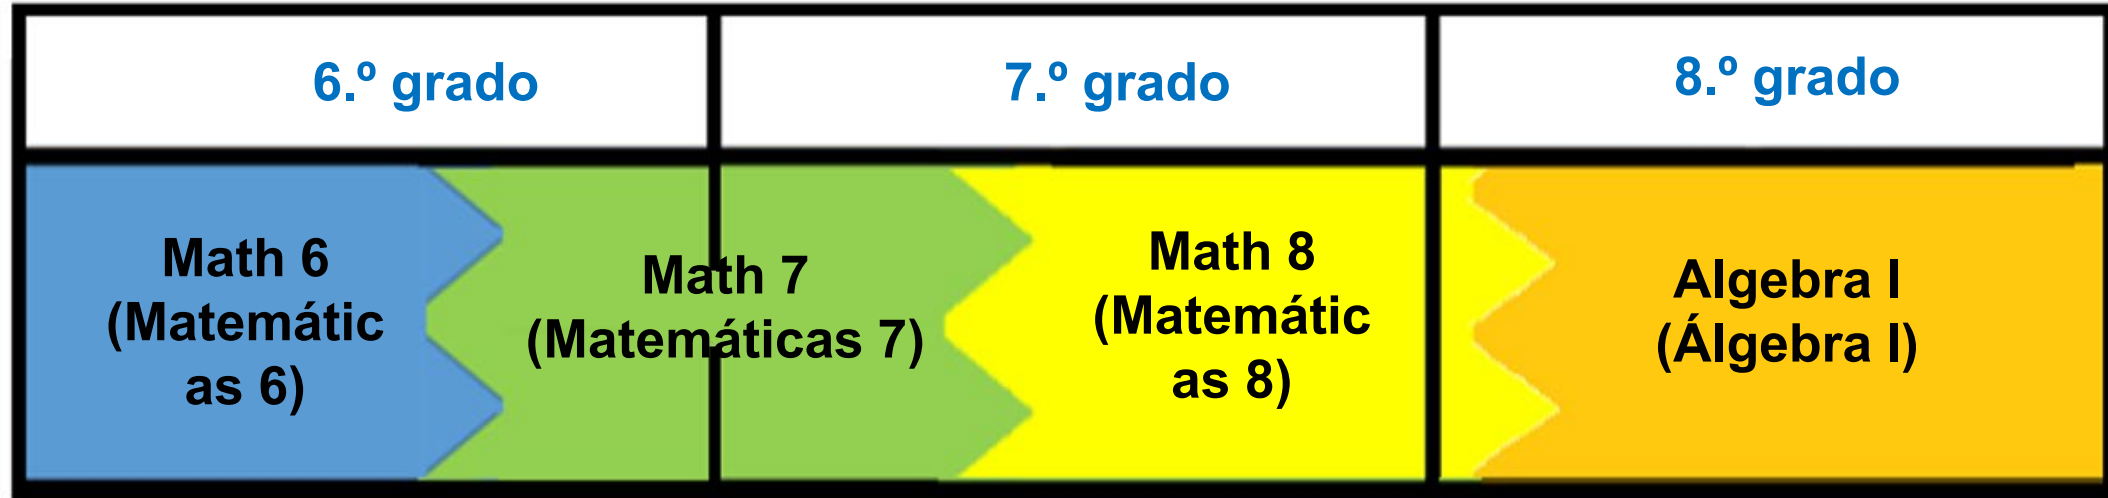 6.º grado
7.º grado
8.º grado
Math 6
(Matemátic
as 6)
Math 7
(Matemáticas 7)
Math 8
(Matemátic
as 8)
Algebra I
(Álgebra I)